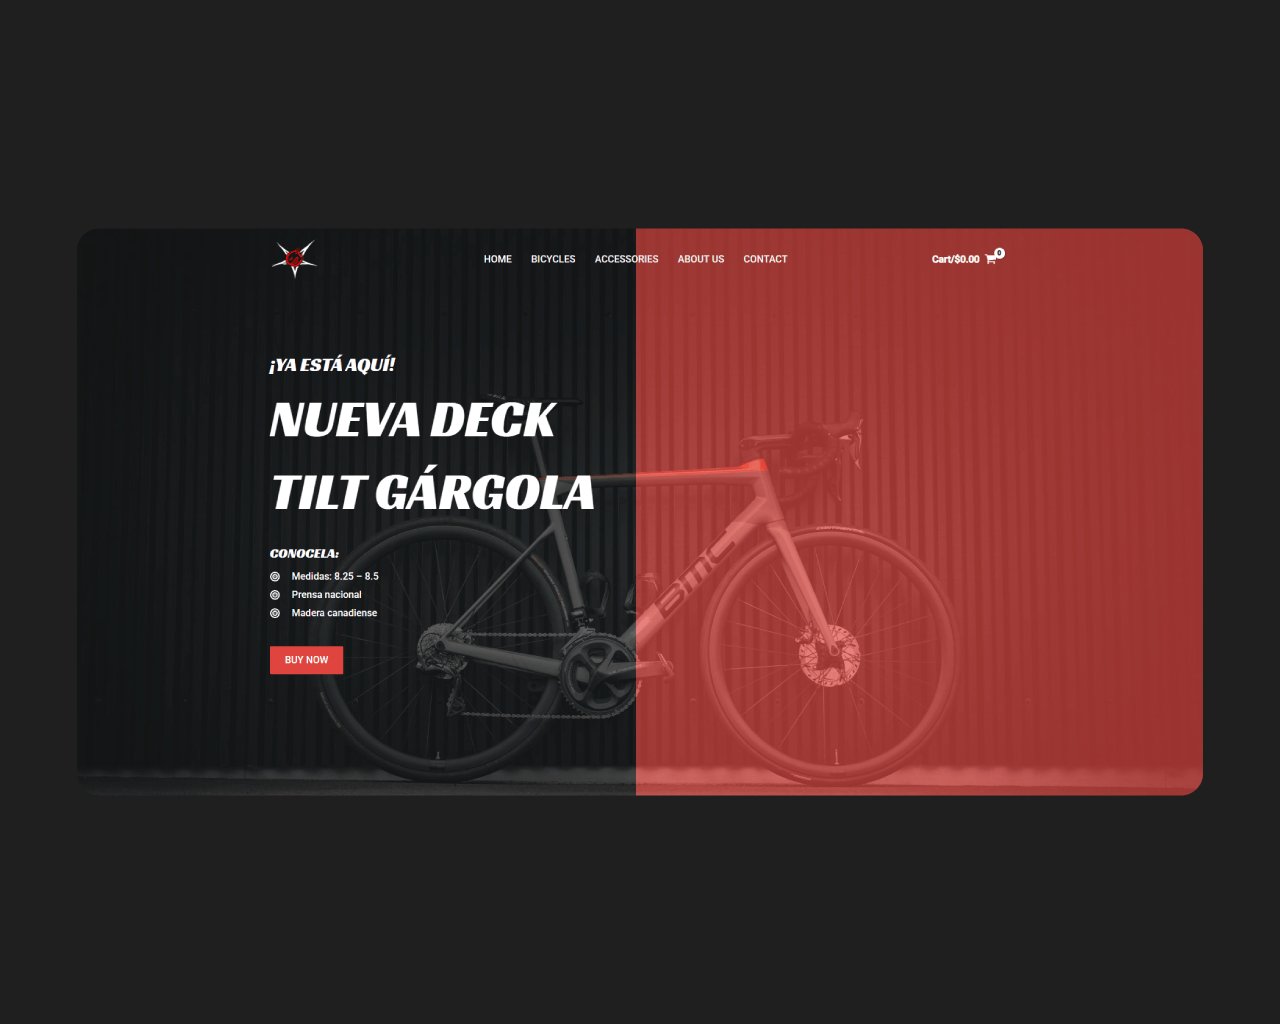 HOME BICYCLES ACCESSORIES ABOUT US CONTACT
Cart/$0.00 0
¡YA ESTÁ AQUÍ!
NUEVA DECK
TILT GÁRGOLA
CONOCELA:
Medidas: 8.25 – 8.5
Prensa nacional
Madera canadiense
BUY NOW
BMC